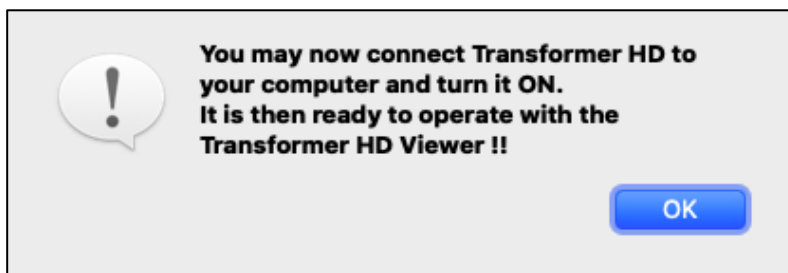 You may now connect Transformer HD to
your computer and turn it ON.
It is then ready to operate with the
Transformer HD Viewer !!
OK